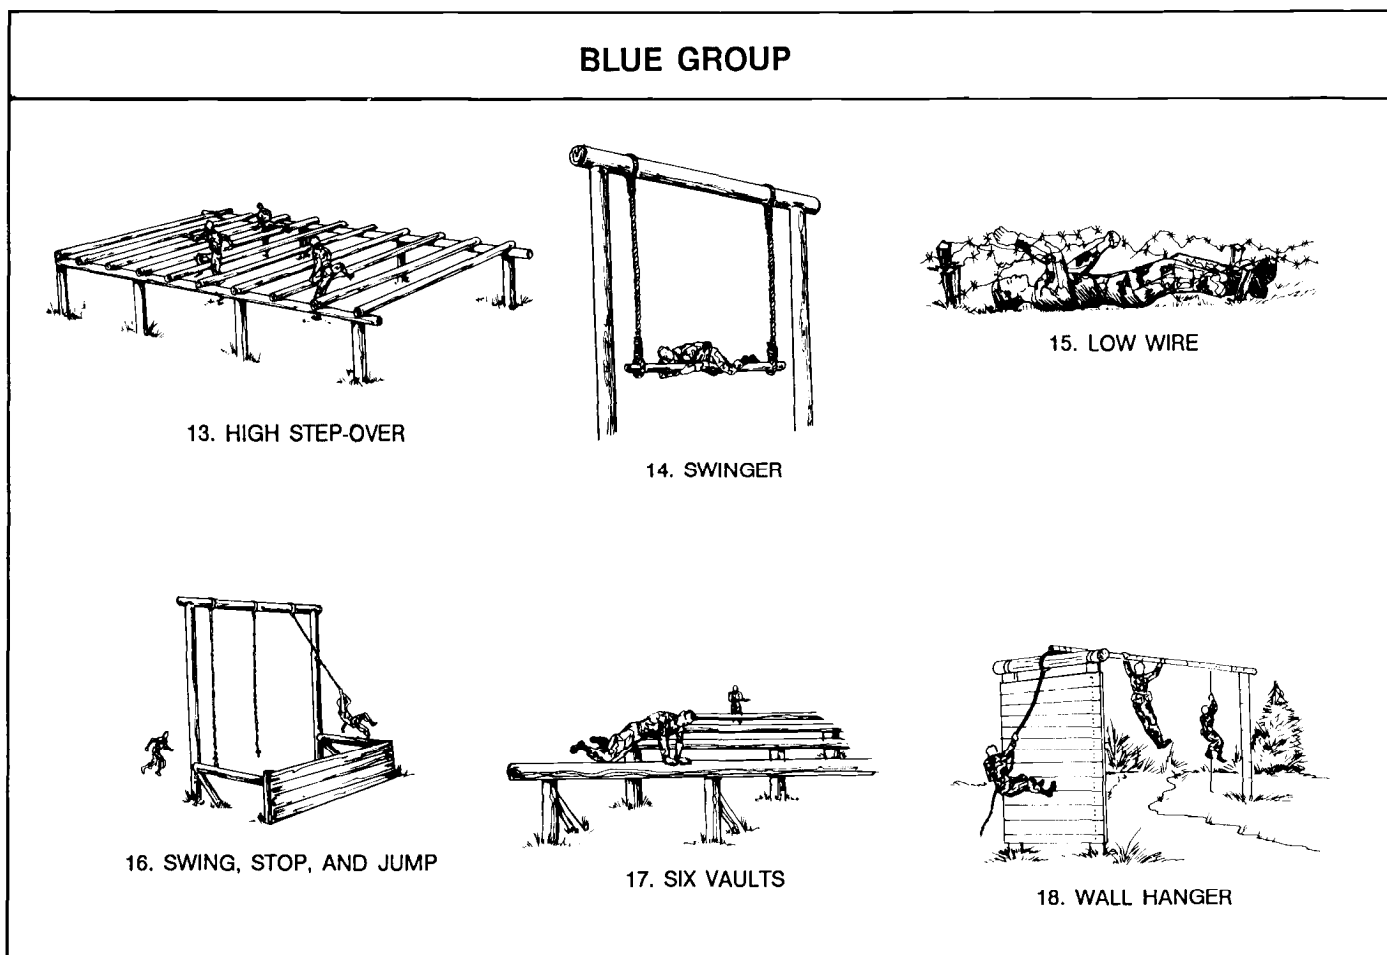 BLUE GROUP
13. HIGH STEP-OVER
14. SWINGER
15. LOW WIRE
16. SWING, STOP, AND JUMP
17. SIX VAULTS
18. WALL HANGER